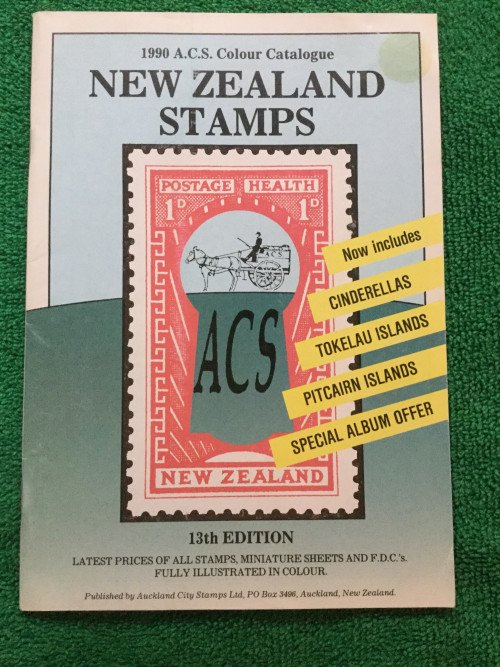 1990 A.C.S. Colour Catalogue
NEW ZEALAND
STAMPS
POSTAGE HEALTH
1D 1D
ACS
ACS
NEW ZEALAND
Now includes
CINDERELLAS
TOKELAU ISLANDS
PITCAIRN ISLANDS
SPECIAL ALBUM OFFER
13th EDITION
LATEST PRICES OF ALL STAMPS, MINIATURE SHEETS AND F.D.C.'s.
FULLY ILLUSTRATED IN COLOUR.
Published by Auckland City Stamps Ltd, PO Box 3496, Auckland, New Zealand.